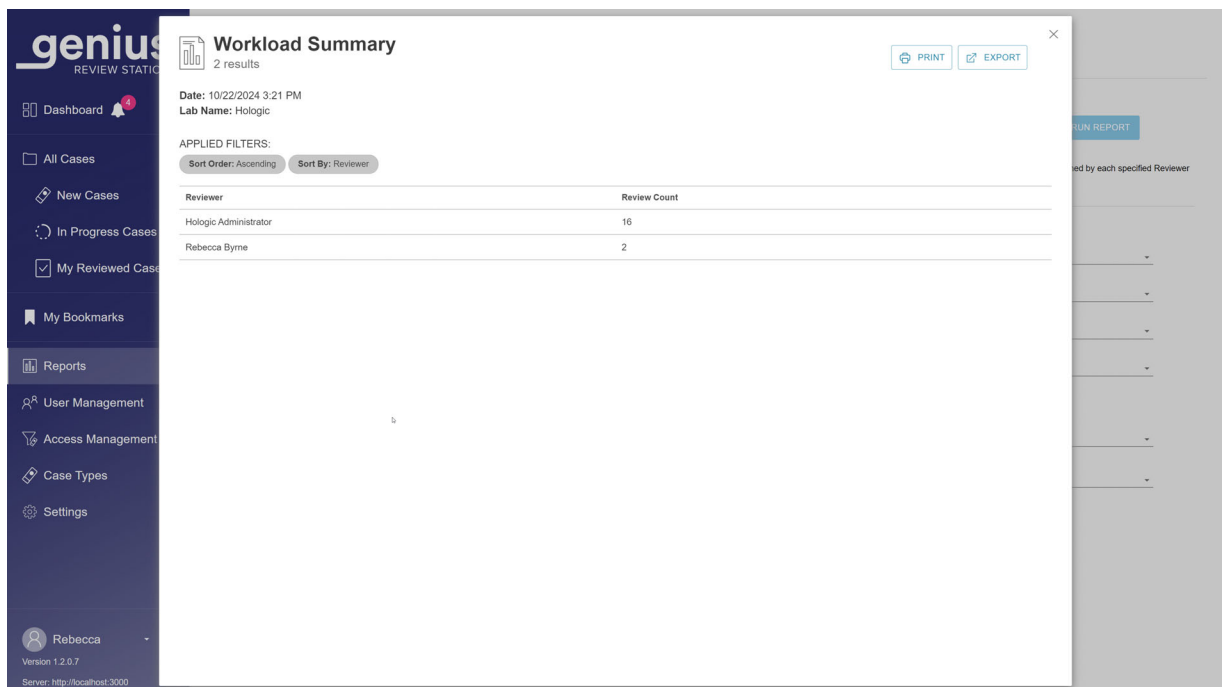 genius
REVIEW STATIO
Dashboard
4
All Cases
New Cases
In Progress Cases
My Reviewed Case
My Bookmarks
Reports
User Management
Access Management
Case Types
Settings
Rebecca
Version 1.2.0.7
Server: http://localhost:3000
Workload Summary
2 results
PRINT
EXPORT
Date: 10/22/2024 3:21 PM
Lab Name: Hologic
APPLIED FILTERS:
Sort Order: Ascending
Sort By: Reviewer
Reviewer Review Count
Hologic Administrator 16
Rebecca Byrne 2
RUN REPORT
ned by each specified Reviewer